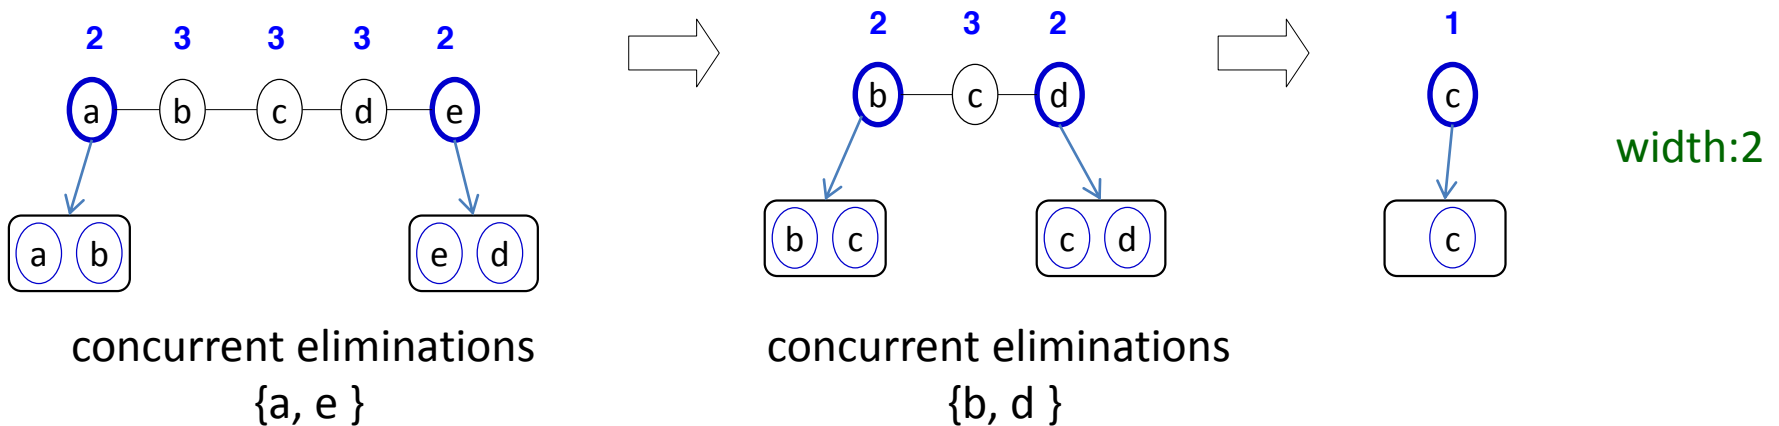 2 3 3 3 2
a b c d e
a b
e d
concurrent eliminations
{a, e }
2 3 2
b c d
b c
c d
concurrent eliminations
{b, d }
1
c
c
width:2